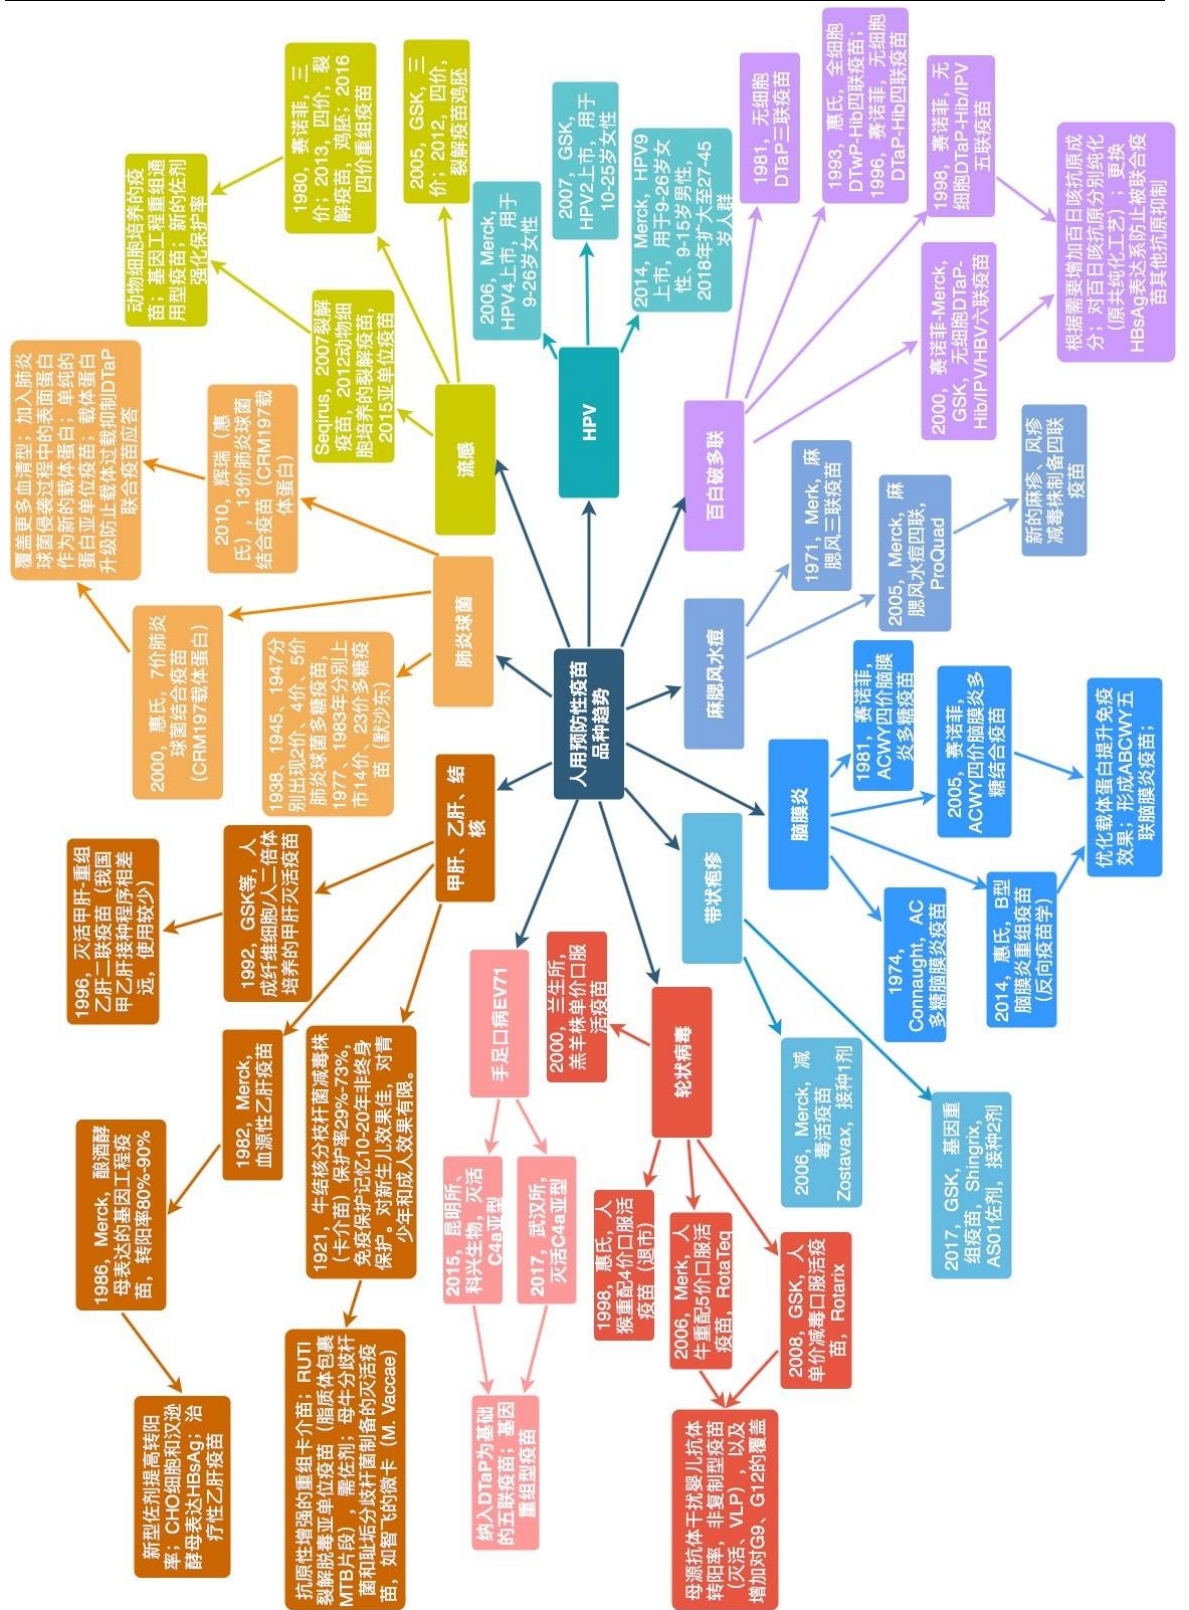 人用预防性疫苗
品种趋势
甲肝、乙肝、结
核
1992, GSK等, 人
成纤维细胞/人二倍体
培养的甲肝灭活疫苗
1996, 灭活甲肝-重组
乙肝二联疫苗（我国
甲乙肝接种程序相差
远, 使用较少）
1982, Merck,
血源性乙肝疫苗
1986, Merck, 酿酒酵
母表达的基因工程疫
苗, 转阳率80%-90%
新型佐剂提高转阳
率; CHO细胞和汉逊
酵母表达HBsAg; 治
疗性乙肝疫苗
1921, 牛结核分枝杆菌减毒株
（卡介苗）保护率29%-73%,
免疫保护记忆10-20年非终身
保护。对新生儿效果佳, 对青
少年和成人效果有限。
抗原性增强的重组卡介苗; RUTI
裂解脱毒亚单位疫苗（脂质体包裹
MTB片段）, 需佐剂; 母牛分歧杆
菌和耻垢分歧杆菌制备的灭活疫
苗, 如智飞的微卡（M. Vaccae）
肺炎球菌
1938、1945、1947分
别出现2价、4价、5价
肺炎球菌多糖疫苗,
1977、1983年分别上
市14价、23价多糖疫
苗（默沙东）
2000, 惠氏, 7价肺炎
球菌结合疫苗
(CRM197载体蛋白)
2010, 辉瑞（惠
氏）, 13价肺炎球菌
结合疫苗（CRM197载
体蛋白）
覆盖更多血清型; 加入肺炎
球菌侵袭过程中的表面蛋白
作为新的载体蛋白; 单纯的
蛋白亚单位疫苗; 载体蛋白
升级防止载体过载抑制DTaP
联合疫苗应答
流感
Seqirus, 2007裂解
疫苗, 2012动物细
胞培养的裂解疫苗,
2015亚单位疫苗
1980, 赛诺菲, 三
价; 2013, 四价, 裂
解疫苗, 鸡胚; 2016
四价重组疫苗
2005, GSK, 三
价; 2012, 四价,
裂解疫苗鸡胚
动物细胞培养的疫
苗; 基因工程重组通
用型疫苗; 新的佐剂
强化保护率
HPV
2006, Merck,
HPV4上市, 用于
9-26岁女性
2007, GSK,
HPV2上市, 用于
10-25岁女性
2014, Merck, HPV9
上市, 用于9-26岁女
性、9-15岁男性,
2018年扩大至27-45
岁人群
百白破多联
1981, 无细胞
DTaP三联疫苗
1993, 惠氏, 全细胞
DTwP-Hib四联疫苗;
1996, 赛诺菲, 无细胞
DTaP-Hib四联疫苗
1998, 赛诺菲, 无
细胞DTaP-Hib/IPV
五联疫苗
2000, 赛诺菲-Merck,
GSK, 无细胞DTaP-
Hib/IPV/HBV六联疫苗
根据需要增加百日咳抗原成
分; 对百日咳抗原分别纯化
（原共纯化工艺）; 更换
HBsAg表达系防止被联合疫
苗其他抗原抑制
麻腮风水痘
1971, Merk, 麻
腮风三联疫苗
2005, Merck, 麻
腮风水痘四联,
ProQuad
新的麻疹、风疹
减毒株制备四联
疫苗
脑膜炎
1981, 赛诺菲,
ACWY四价脑膜
炎多糖疫苗
2005, 赛诺菲,
ACWY四价脑膜炎多
糖结合疫苗
2014, 惠氏, B型
脑膜炎重组疫苗
（反向疫苗学）
1974,
Connaught, AC
多糖脑膜炎疫苗
优化载体蛋白提升免疫
效果; 形成ABCWY五
联脑膜炎疫苗;
带状疱疹
2006, Merck, 减
毒活疫苗
Zostavax, 接种1剂
2017, GSK, 基因重
组疫苗, Shingrix,
AS01佐剂, 接种2剂
轮状病毒
2000, 兰生所,
羔羊株单价口服
活疫苗
1998, 惠氏, 人
猴重配4价口服活
疫苗（退市）
2006, Merk, 人
牛重配5价口服活
疫苗, RotaTeq
2008, GSK, 人
单价减毒口服活疫
苗, Rotarix
母源抗体干扰婴儿抗体
转阳率, 非复制型疫苗
（灭活、VLP）, 以及
增加对G9、G12的覆盖
手足口病EV71
2015, 昆明所、
科兴生物, 灭活
C4a亚型
2017, 武汉所,
灭活C4a亚型
纳入DTaP为基础
的五联疫苗; 基因
重组型疫苗